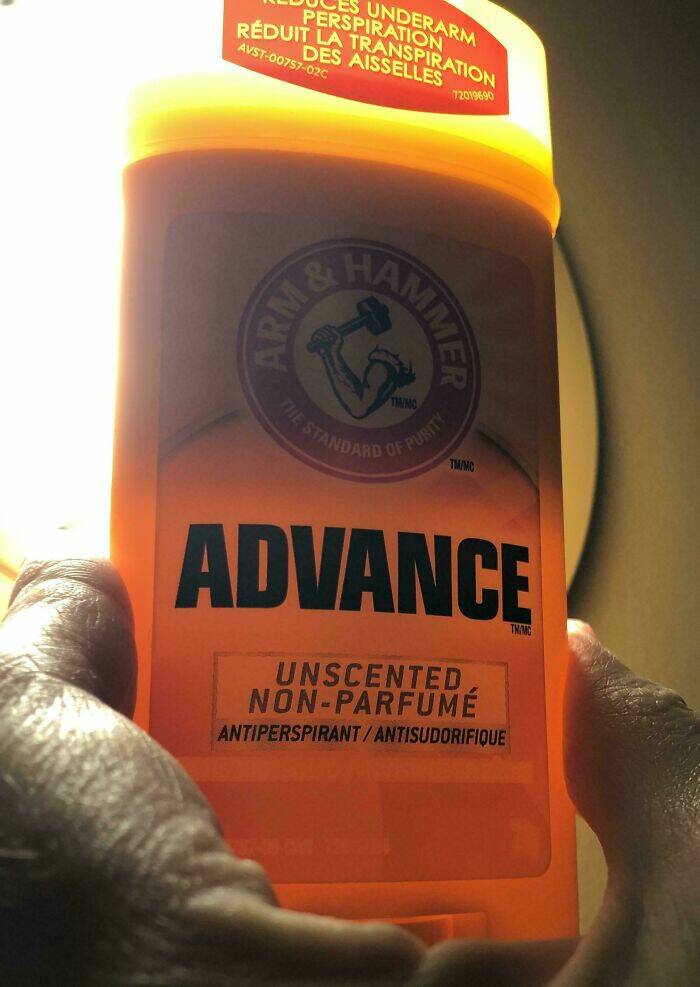 REDUCES UNDERARM
PERSPIRATION
RÉDUIT LA TRANSPIRATION
DES AISSELLES
AVST-00757-02C
72019690
ARM & HAMMER
TM/MC
THE STANDARD OF PURITY
TM/MC
ADVANCE
TM/MC
UNSCENTED
NON-PARFUMÉ
ANTIPERSPIRANT / ANTISUDORIFIQUE